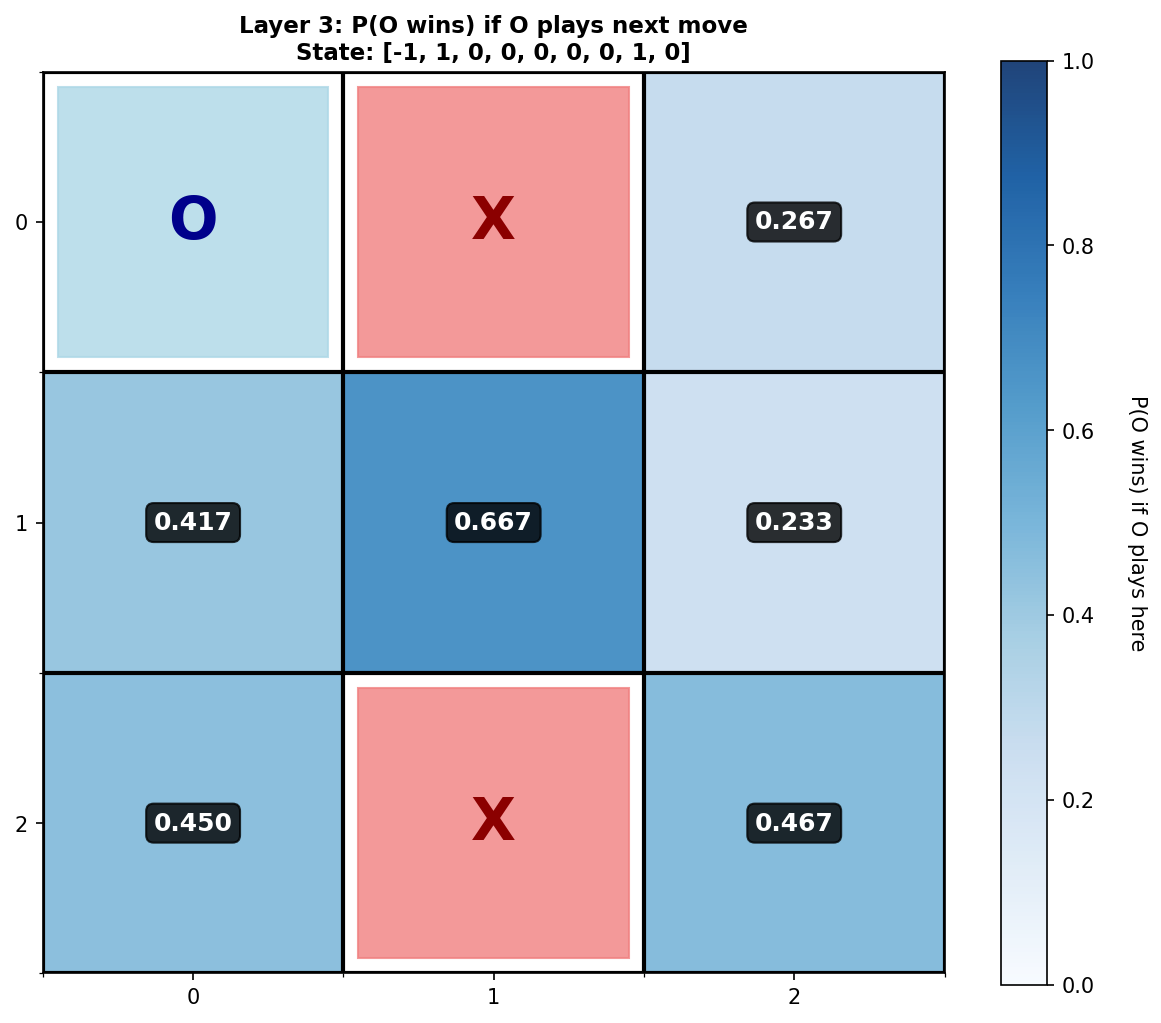 Layer 3: P(O wins) if O plays next move
State: [-1, 1, 0, 0, 0, 0, 0, 1, 0]
O X 0.267
0.417 0.667 0.233
0.450 X 0.467
0
1
2
0 1 2
1.0
0.8
0.6
0.4
0.2
0.0
P(O wins) if O plays here